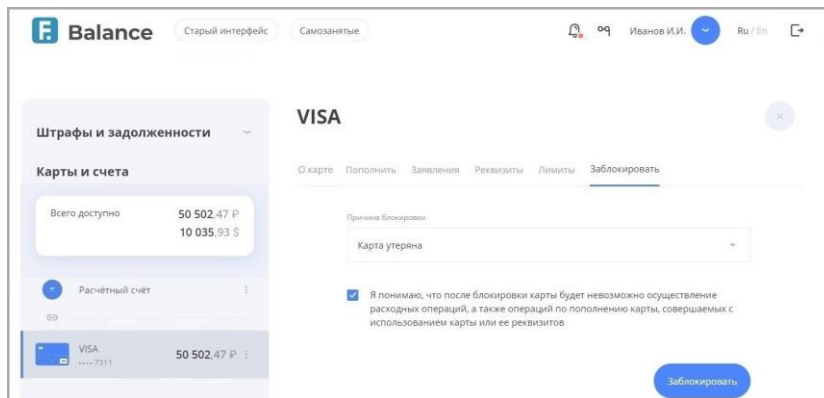 F. Balance
Старый интерфейс
Самозанятые
Иванов И.И.
Ru / En
Штрафы и задолженности
Карты и счета
Всего доступно
50 502,47 ₽
10 035,93 $
Расчётный счёт
VISA
•••• 7311
50 502,47 ₽
VISA
О карте Пополнить Заявления Реквизиты Лимиты Заблокировать
Причина блокировки
Карта утеряна
Я понимаю, что после блокировки карты будет невозможно осуществление
расходных операций, а также операций по пополнению карты, совершаемых с
использованием карты или ее реквизитов
Заблокировать